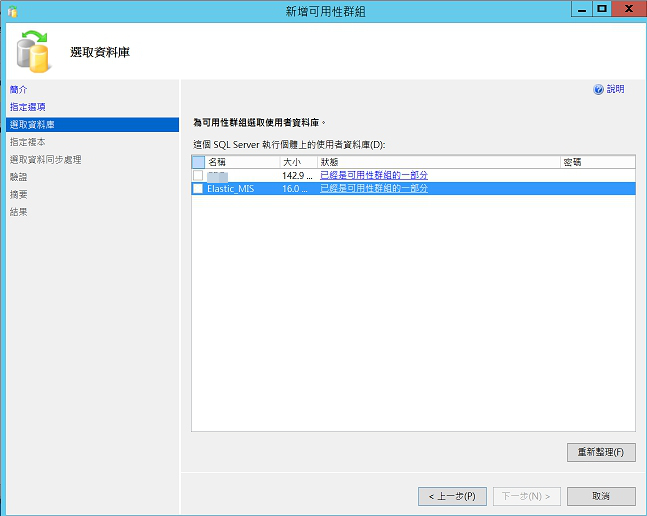 新增可用性群組
選取資料庫
說明
簡介
指定選項
選取資料庫
指定複本
選取資料同步處理
驗證
摘要
結果
為可用性群組選取使用者資料庫。
這個 SQL Server 執行個體上的使用者資料庫(D):
名稱 大小 狀態 密碼
142.9 ... 已經是可用性群組的一部分
Elastic_MIS 16.0 ... 已經是可用性群組的一部分
重新整理(F)
< 上一步(P) 下一步(N) > 取消